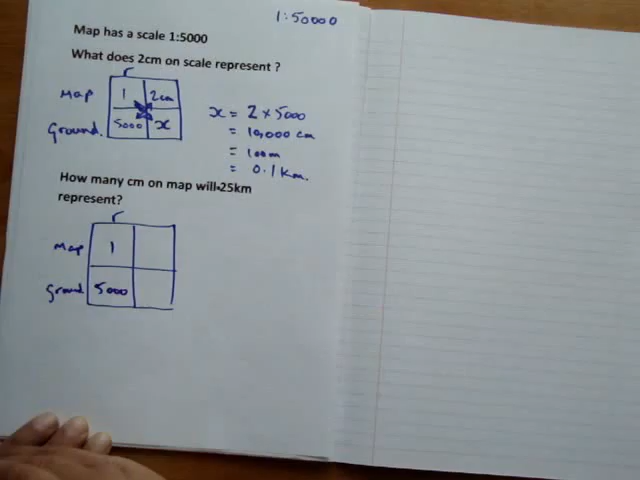 1:50000
Map has a scale 1:5000
What does 2cm on scale represent ?
r
Map 1 2cm
Ground. 5000 x
x = 2 x 5000
= 10,000 cm
= 100m
= 0.1 km.
How many cm on map will .25km
represent?
r
Map 1
Ground 5000